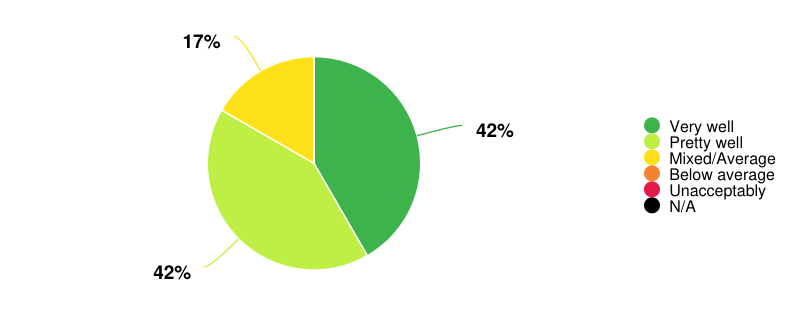 17%
42%
42%
Very well
Pretty well
Mixed/Average
Below average
Unacceptably
N/A